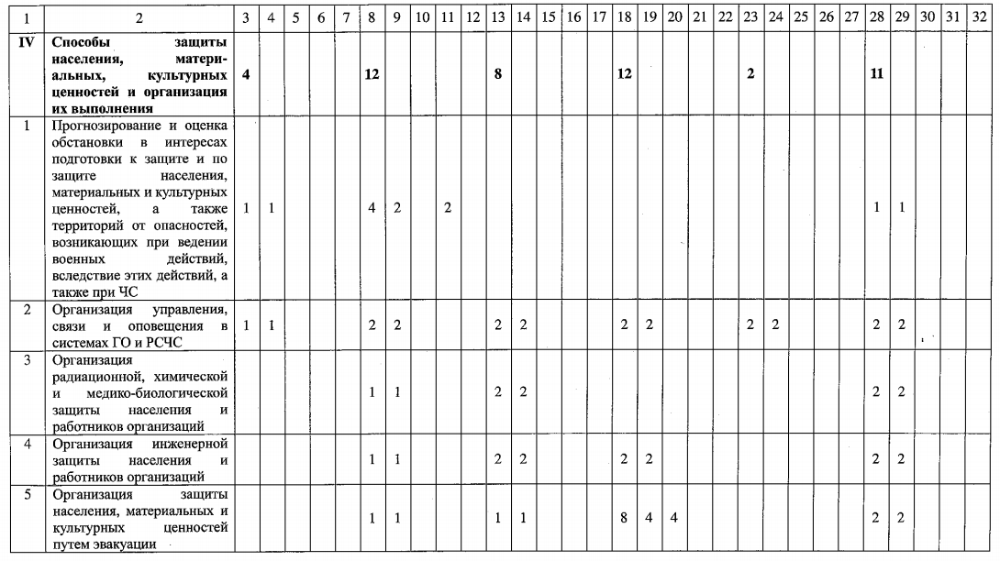 1 2 3 4 5 6 7 8 9 10 11 12 13 14 15 16 17 18 19 20 21 22 23 24 25 26 27 28 29 30 31 32
IV Способы защиты
населения, матери-
альных, культурных 4 12 8 12 2 11
ценностей и организация
их выполнения
1 Прогнозирование и оценка
обстановки в интересах
подготовки к защите и по
защите населения,
материальных и культурных
ценностей, а также 1 1 4 2 2 1 1
территорий от опасностей,
возникающих при ведении
военных действий,
вследствие этих действий, а
также при ЧС
2 Организация управления,
связи и оповещения в 1 1 2 2 2 2 2 2 2 2 2 2
системах ГО и РСЧС
3 Организация
радиационной, химической
и медико-биологической 1 1 2 2 2 2
защиты населения и
работников организаций
4 Организация инженерной
защиты населения и 1 1 2 2 2 2 2 2
работников организаций
5 Организация защиты
населения, материальных и 1 1 1 1 8 4 4 2 2
культурных ценностей
путем эвакуации